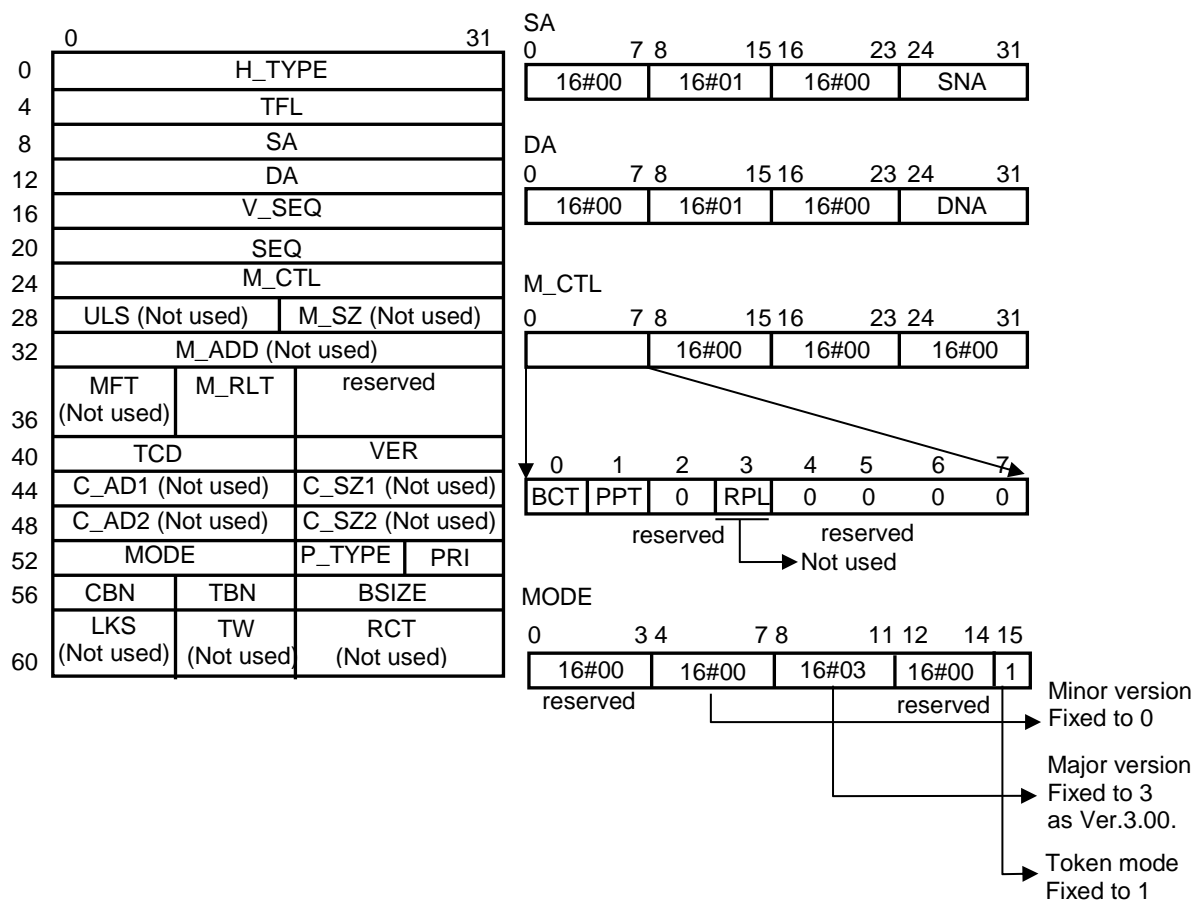 0 31
0 H_TYPE
4 TFL
8 SA
12 DA
16 V_SEQ
20 SEQ
24 M_CTL
28 ULS (Not used) M_SZ (Not used)
32 M_ADD (Not used)
MFT M_RLT reserved
(Not used)
36
40 TCD VER
44 C_AD1 (Not used) C_SZ1 (Not used)
48 C_AD2 (Not used) C_SZ2 (Not used)
52 MODE P_TYPE PRI
56 CBN TBN BSIZE
LKS TW RCT
(Not used) (Not used) (Not used)
60
SA
0 7 8 15 16 23 24 31
16#00 16#01 16#00 SNA
DA
0 7 8 15 16 23 24 31
16#00 16#01 16#00 DNA
M_CTL
0 7 8 15 16 23 24 31
16#00 16#00 16#00
0 1 2 3 4 5 6 7
BCT PPT 0 RPL 0 0 0 0
reserved reserved
Not used
MODE
0 3 4 7 8 11 12 14 15
16#00 16#00 16#03 16#00 1
reserved reserved
Minor version
Fixed to 0
Major version
Fixed to 3
as Ver.3.00.
Token mode
Fixed to 1